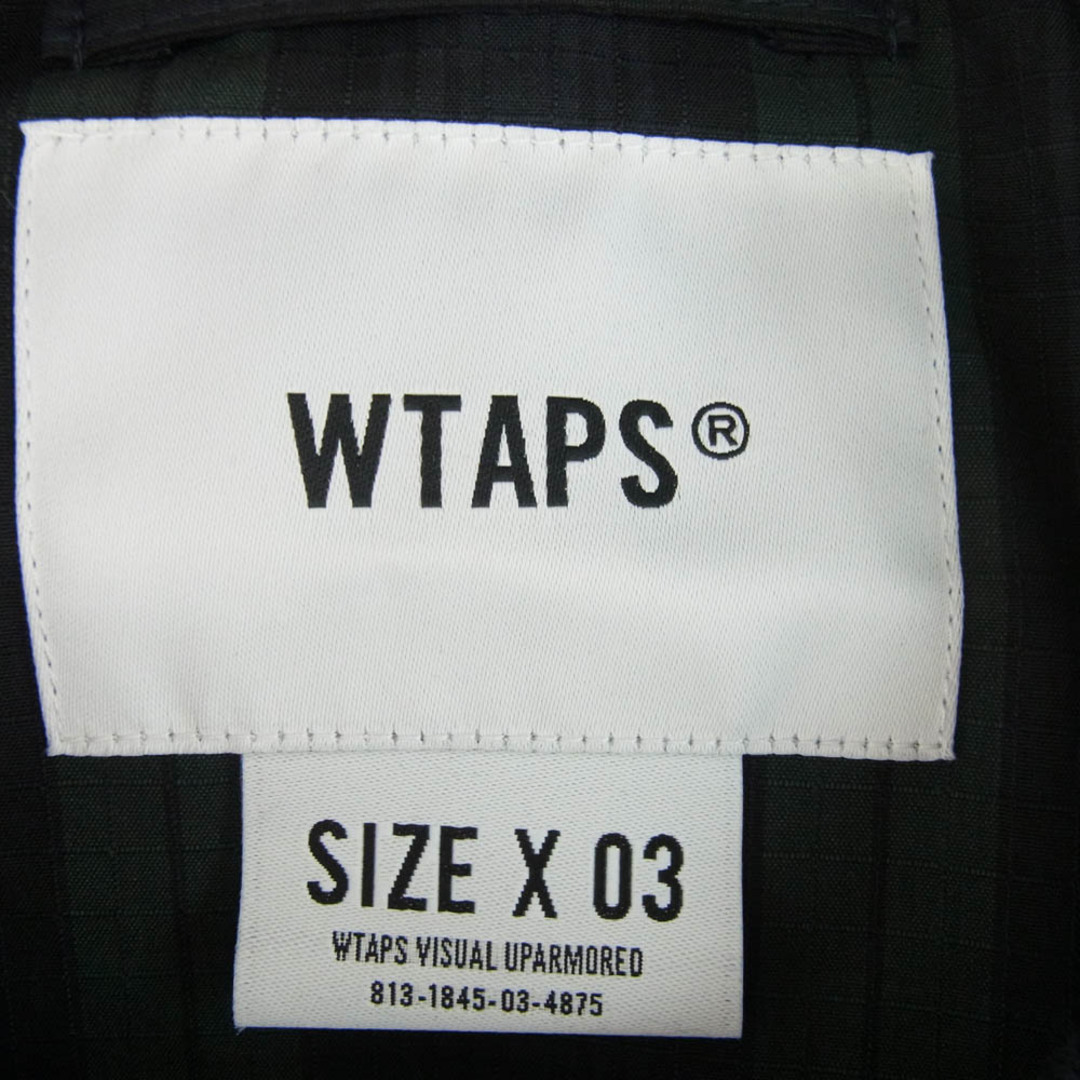 WTAPS®
SIZE X 03
WTAPS VISUAL UPARMORED
813-1845-03-4875